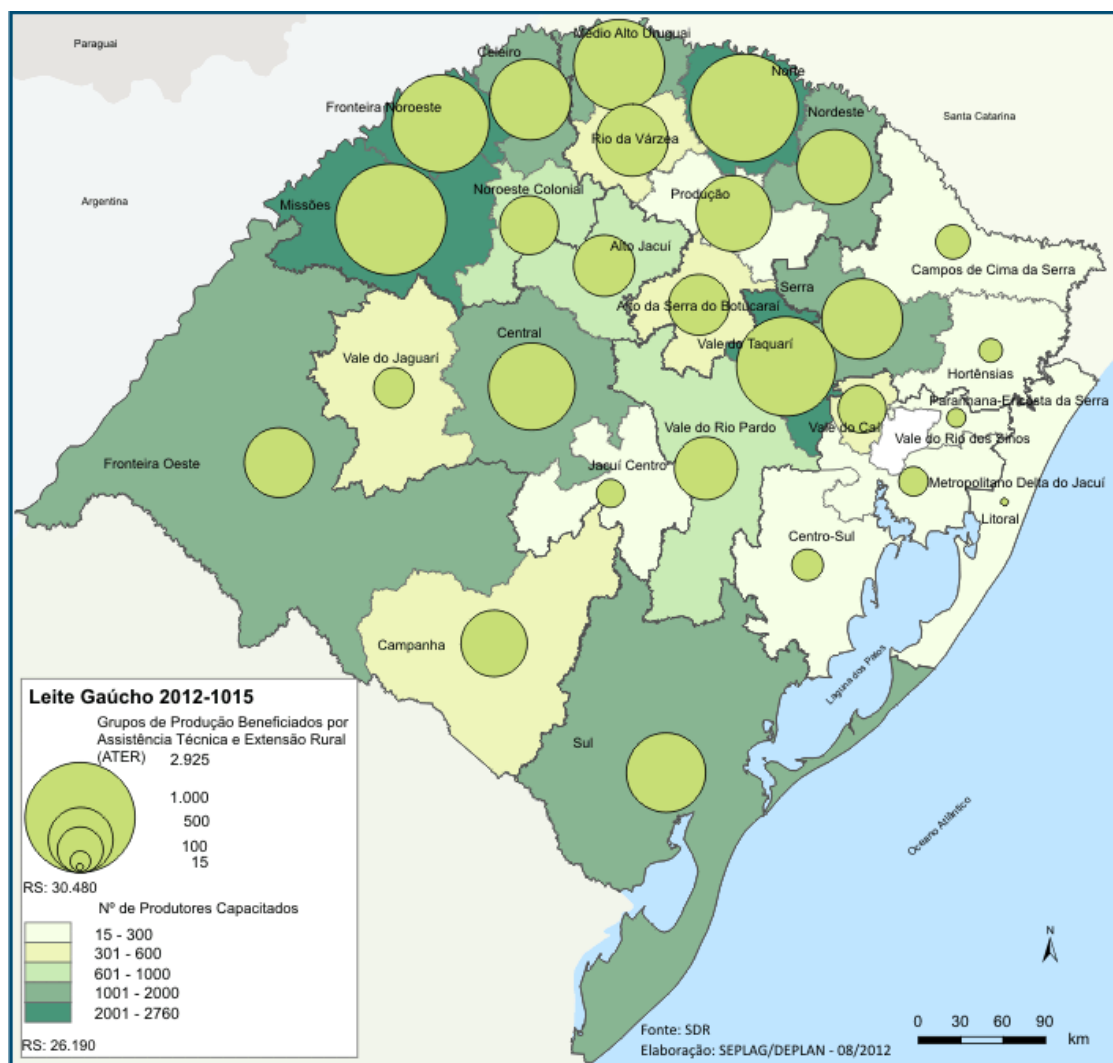 Paraguai
Argentina
Santa Catarina
Celeiro
Médio Alto Uruguai
Norte
Fronteira Noroeste
Rio da Várzea
Nordeste
Missões
Noroeste Colonial
Produção
Alto Jacuí
Campos de Cima da Serra
Serra
Alto da Serra do Botucaraí
Central
Vale do Taquarí
Vale do Jaguarí
Hortênsias
Paranhana-Encosta da Serra
Vale do Caí
Vale do Rio dos Sinos
Vale do Rio Pardo
Fronteira Oeste
Jacuí Centro
Metropolitano Delta do Jacuí
Litoral
Centro-Sul
Campanha
Laguna dos Patos
Sul
Oceano Atlântico
Leite Gaúcho 2012-1015
Grupos de Produção Beneficiados por
Assistência Técnica e Extensão Rural
(ATER)
2.925
1.000
500
100
15
RS: 30.480
Nº de Produtores Capacitados
15 - 300
301 - 600
601 - 1000
1001 - 2000
2001 - 2760
RS: 26.190
N
0 30 60 90
km
Fonte: SDR
Elaboração: SEPLAG/DEPLAN - 08/2012